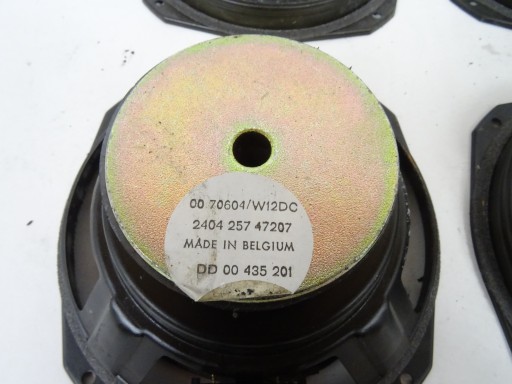 00 70604/W12DC
2404 257 47207
MADE IN BELGIUM
DD 00 435 201